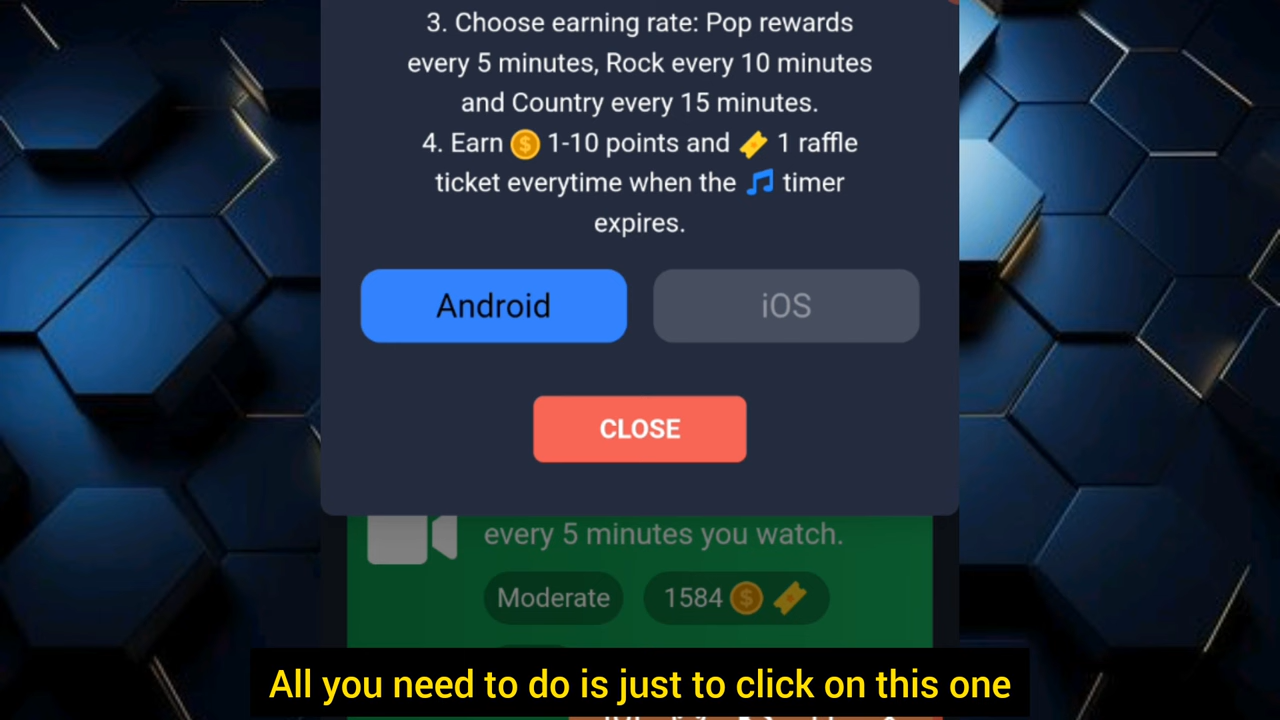 3. Choose earning rate: Pop rewards
every 5 minutes, Rock every 10 minutes
and Country every 15 minutes.
4. Earn 1-10 points and 1 raffle
ticket everytime when the timer
expires.
Android iOS
CLOSE
every 5 minutes you watch.
Moderate 1584
All you need to do is just to click on this one